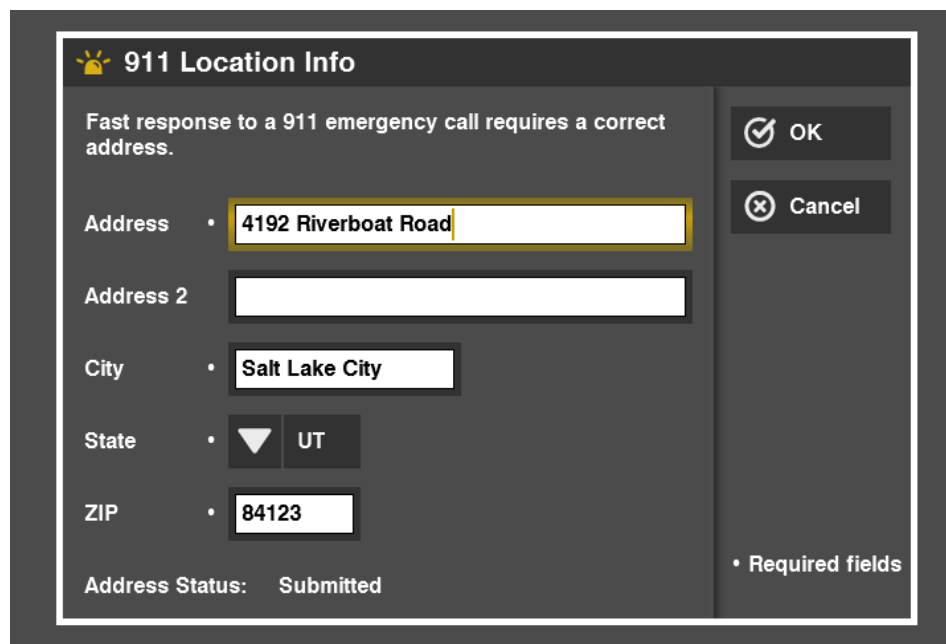 911 Location Info
Fast response to a 911 emergency call requires a correct
address.
OK
Cancel
Address • 4192 Riverboat Road
Address 2
City • Salt Lake City
State • UT
ZIP • 84123
Address Status: Submitted
• Required fields